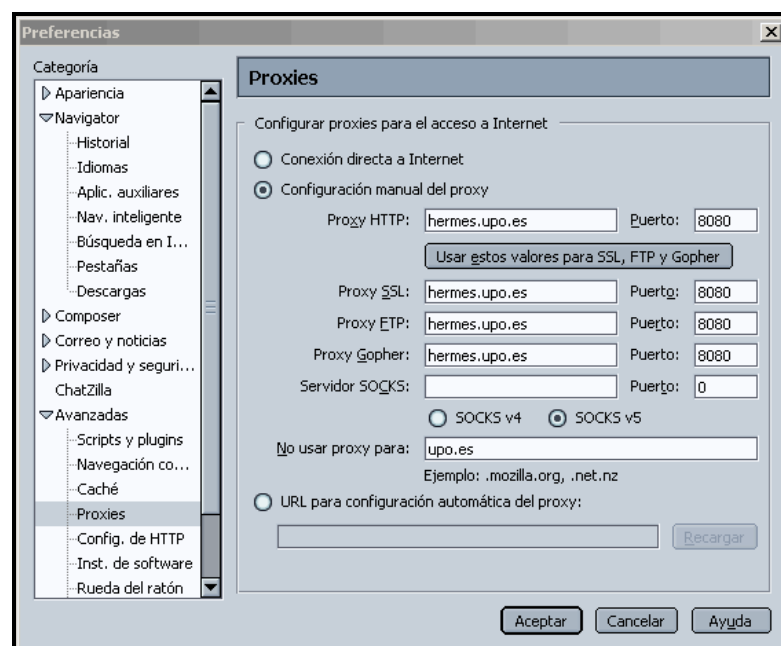 Preferencias
Categoría
Apariencia
Navigator
Historial
Idiomas
Aplic. auxiliares
Nav. inteligente
Búsqueda en I...
Pestañas
Descargas
Composer
Correo y noticias
Privacidad y seguri...
ChatZilla
Avanzadas
Scripts y plugins
Navegación co...
Caché
Proxies
Config. de HTTP
Inst. de software
Rueda del ratón
Proxies
Configurar proxies para el acceso a Internet
Conexión directa a Internet
Configuración manual del proxy
Proxy HTTP: hermes.upo.es Puerto: 8080
Usar estos valores para SSL, FTP y Gopher
Proxy SSL: hermes.upo.es Puerto: 8080
Proxy FTP: hermes.upo.es Puerto: 8080
Proxy Gopher: hermes.upo.es Puerto: 8080
Servidor SOCKS: Puerto: 0
SOCKS v4 SOCKS v5
No usar proxy para: upo.es
Ejemplo: .mozilla.org, .net.nz
URL para configuración automática del proxy:
Recargar
Aceptar Cancelar Ayuda